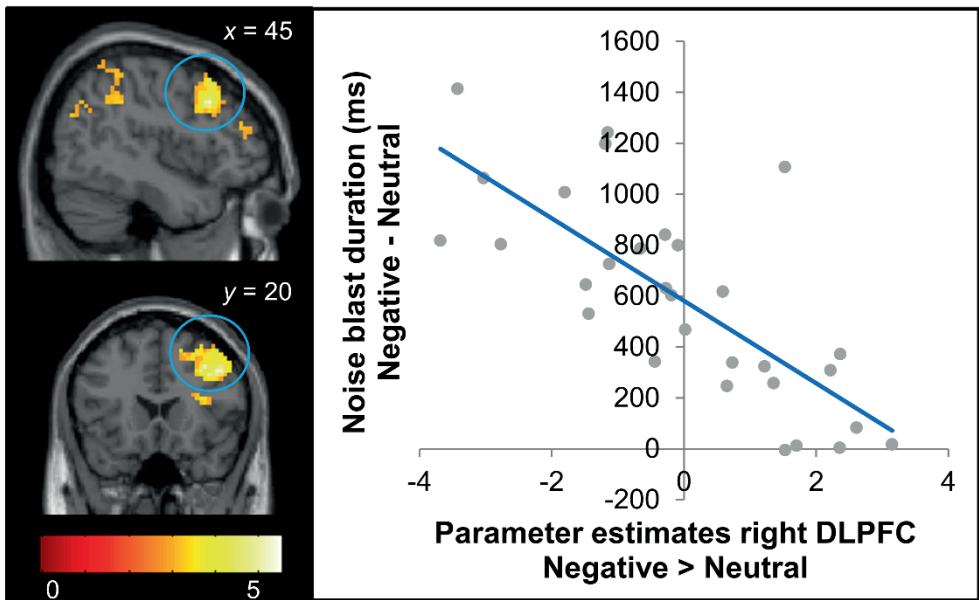 x = 45
y = 20
0 5
Noise blast duration (ms)
Negative - Neutral
1600
1400
1200
1000
800
600
400
200
0
-200
-4 -2 0 2 4
Parameter estimates right DLPFC
Negative > Neutral